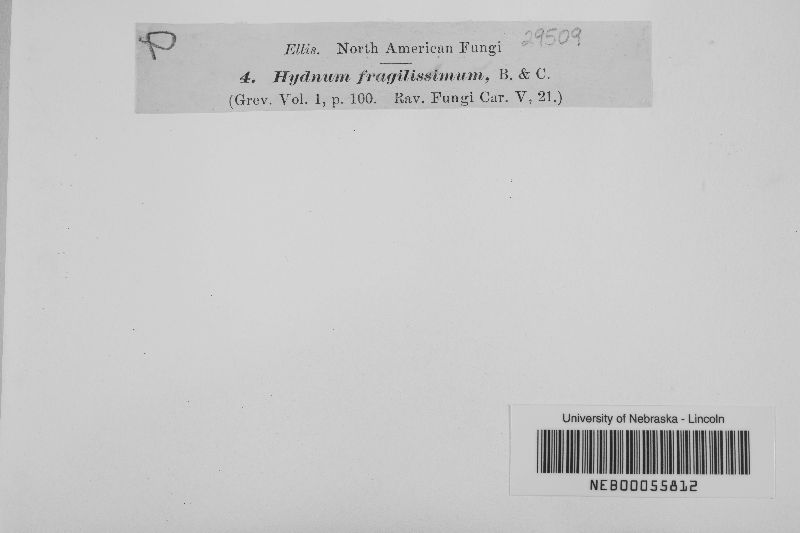 P
Ellis. North American Fungi 29509
4. Hydnum fragilissimum, B. & C.
(Grev. Vol. 1, p. 100. Rav. Fungi Car. V, 21.)
University of Nebraska - Lincoln
NEB00055812